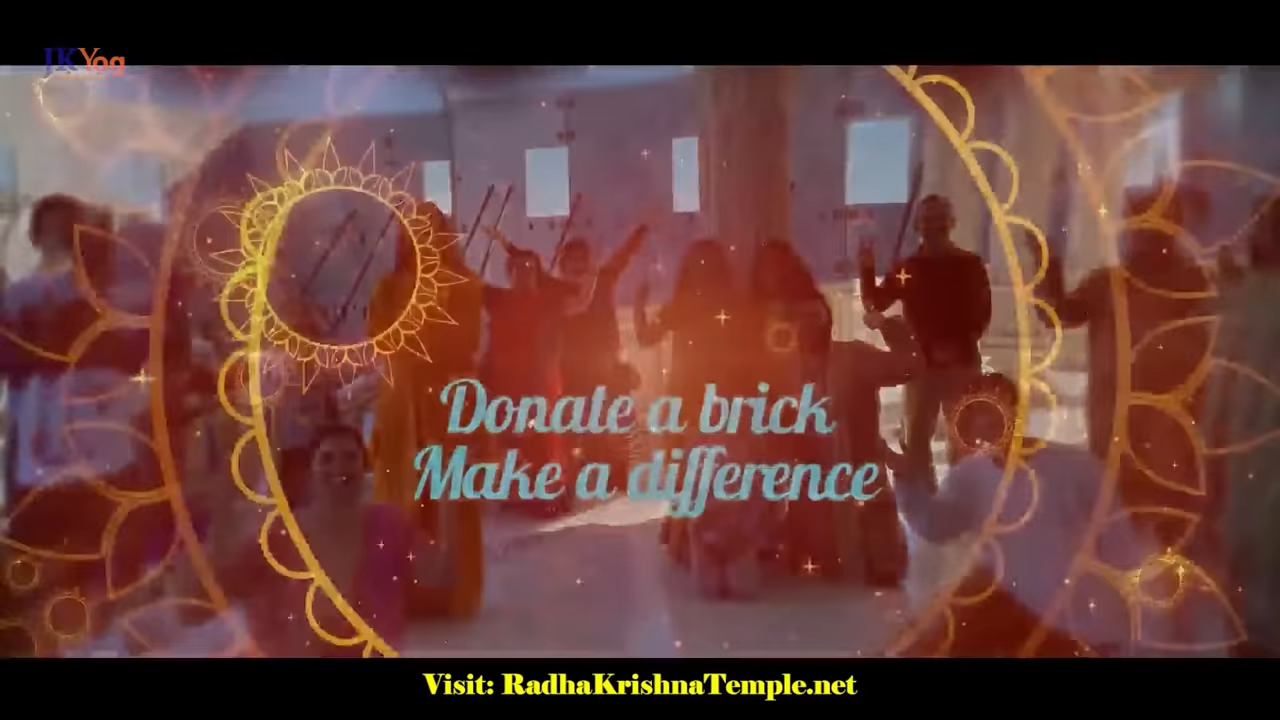 JKYog
Donate a brick
Make a difference
Visit: RadhaKrishnaTemple.net